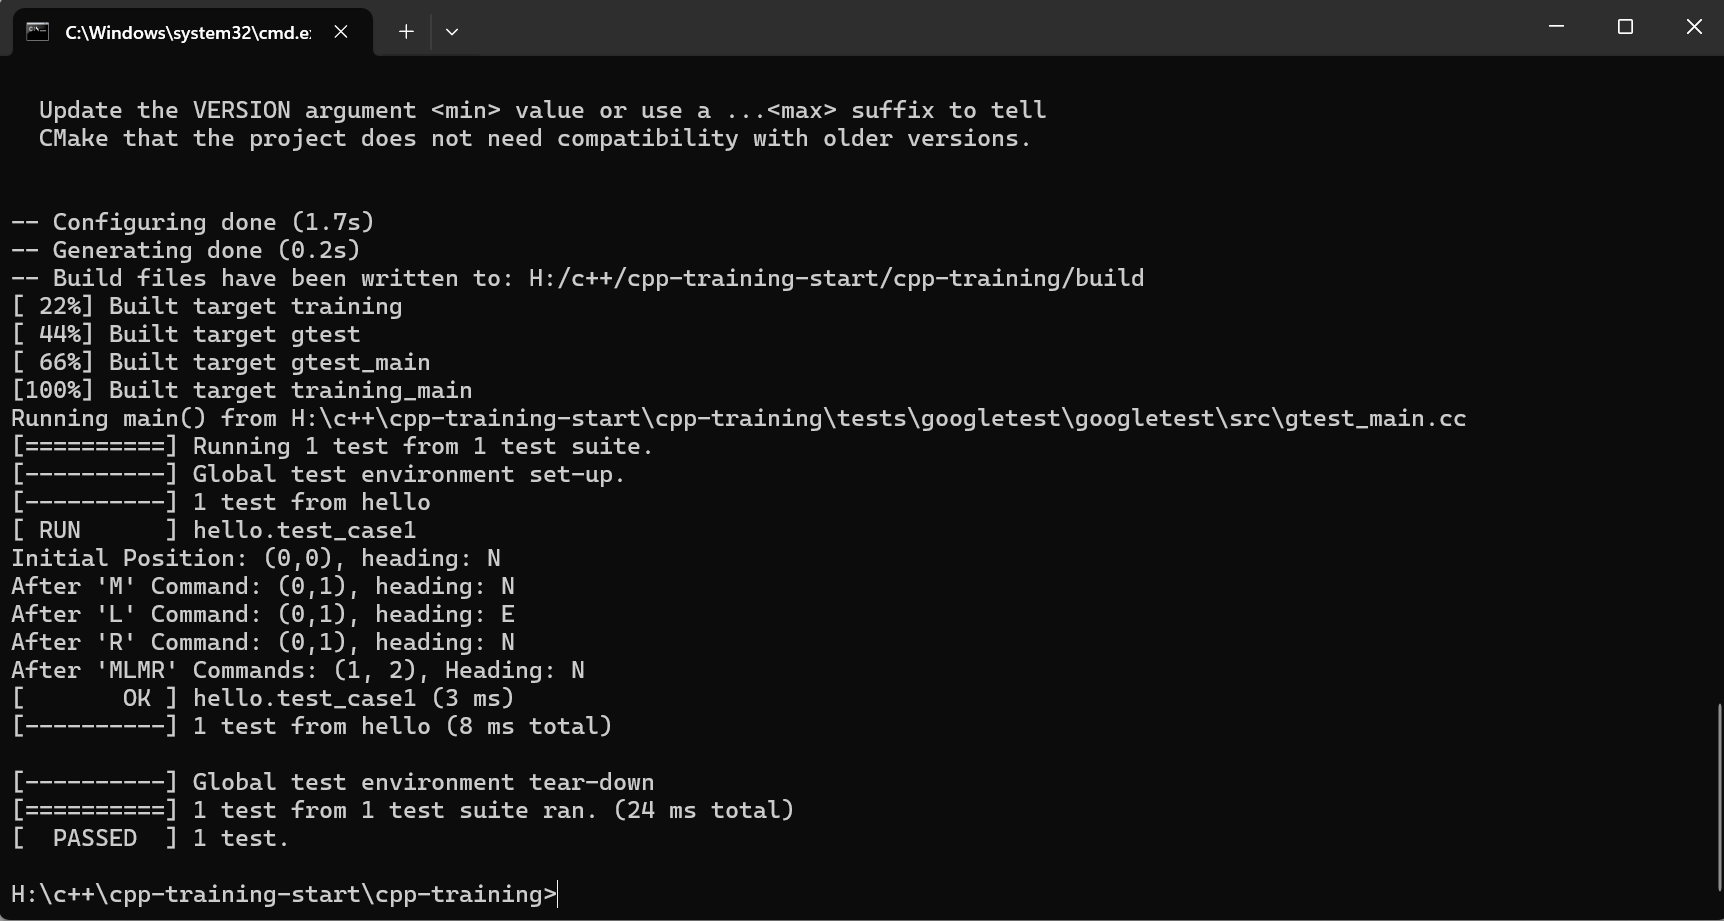 C:\Windows\system32\cmd.e
Update the VERSION argument <min> value or use a ...<max> suffix to tell
CMake that the project does not need compatibility with older versions.
-- Configuring done (1.7s)
-- Generating done (0.2s)
-- Build files have been written to: H:/c++/cpp-training-start/cpp-training/build
[ 22%] Built target training
[ 44%] Built target gtest
[ 66%] Built target gtest_main
[100%] Built target training_main
Running main() from H:\c++\cpp-training-start\cpp-training\tests\googletest\googletest\src\gtest_main.cc
[==========] Running 1 test from 1 test suite.
[----------] Global test environment set-up.
[----------] 1 test from hello
[ RUN      ] hello.test_case1
Initial Position: (0,0), heading: N
After 'M' Command: (0,1), heading: N
After 'L' Command: (0,1), heading: E
After 'R' Command: (0,1), heading: N
After 'MLMR' Commands: (1, 2), Heading: N
[       OK ] hello.test_case1 (3 ms)
[----------] 1 test from hello (8 ms total)
[----------] Global test environment tear-down
[==========] 1 test from 1 test suite ran. (24 ms total)
[  PASSED  ] 1 test.
H:\c++\cpp-training-start\cpp-training>